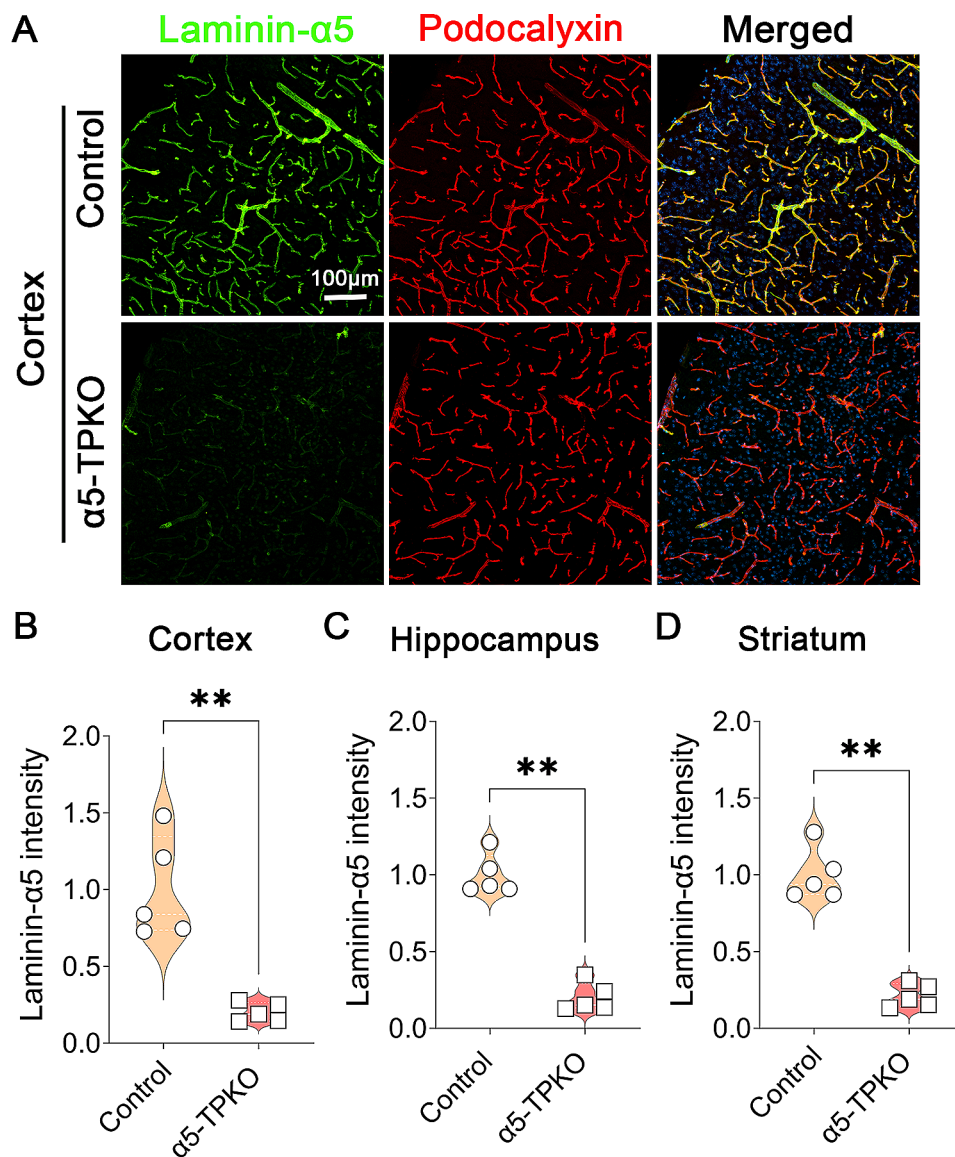 A
Laminin-α5
Podocalyxin
Merged
Cortex
Control
α5-TPKO
100μm
B
Cortex
**
Laminin-α5 intensity
2.0
1.5
1.0
0.5
0.0
Control
α5-TPKO
C
Hippocampus
**
Laminin-α5 intensity
2.0
1.5
1.0
0.5
0.0
Control
α5-TPKO
D
Striatum
**
Laminin-α5 intensity
2.0
1.5
1.0
0.5
0.0
Control
α5-TPKO